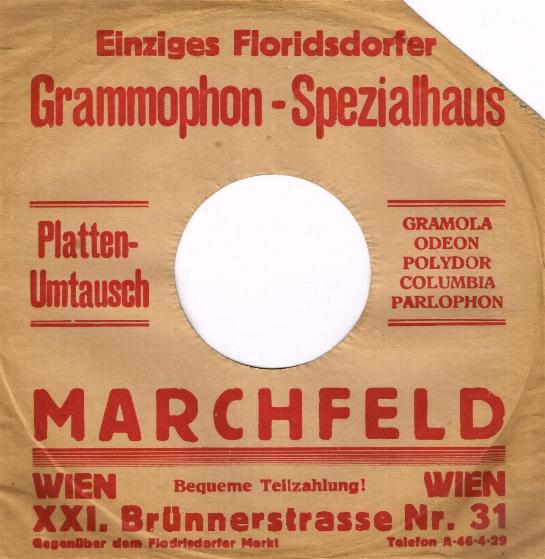 Einziges Floridsdorfer
Grammophon - Spezialhaus
Platten-
Umtausch
GRAMOLA
ODEON
POLYDOR
COLUMBIA
PARLOPHON
MARCHFELD
WIEN Bequeme Teilzahlung! WIEN
XXI. Brünnerstrasse Nr. 31
Gegenüber dem Flodrisdorfer Markt Telefon A-46-4-29